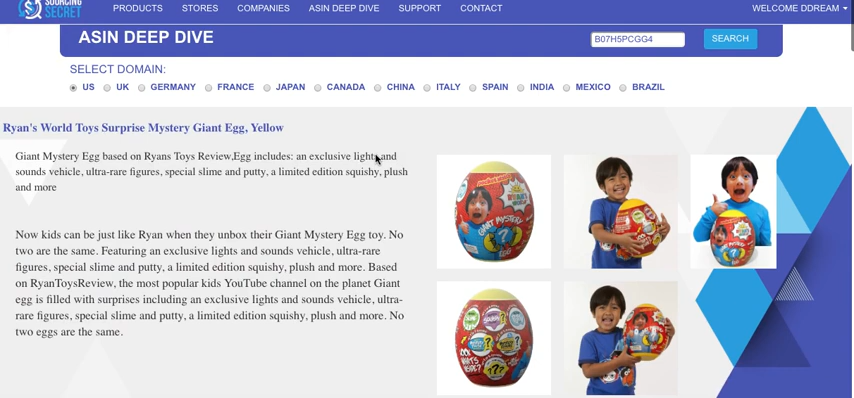 SOURCING
SECRET
PRODUCTS STORES COMPANIES ASIN DEEP DIVE SUPPORT CONTACT WELCOME DDREAM
ASIN DEEP DIVE
B07H5PCGG4 SEARCH
SELECT DOMAIN:
US UK GERMANY FRANCE JAPAN CANADA CHINA ITALY SPAIN INDIA MEXICO BRAZIL
Ryan's World Toys Surprise Mystery Giant Egg, Yellow
Giant Mystery Egg based on Ryans Toys Review,Egg includes: an exclusive lights and
sounds vehicle, ultra-rare figures, special slime and putty, a limited edition squishy, plush
and more
Now kids can be just like Ryan when they unbox their Giant Mystery Egg toy. No
two are the same. Featuring an exclusive lights and sounds vehicle, ultra-rare
figures, special slime and putty, a limited edition squishy, plush and more. Based
on RyanToysReview, the most popular kids YouTube channel on the planet Giant
egg is filled with surprises including an exclusive lights and sounds vehicle, ultra-
rare figures, special slime and putty, a limited edition squishy, plush and more. No
two eggs are the same.
RYAN'S
WORLD
GIANT MYSTERY
EGG